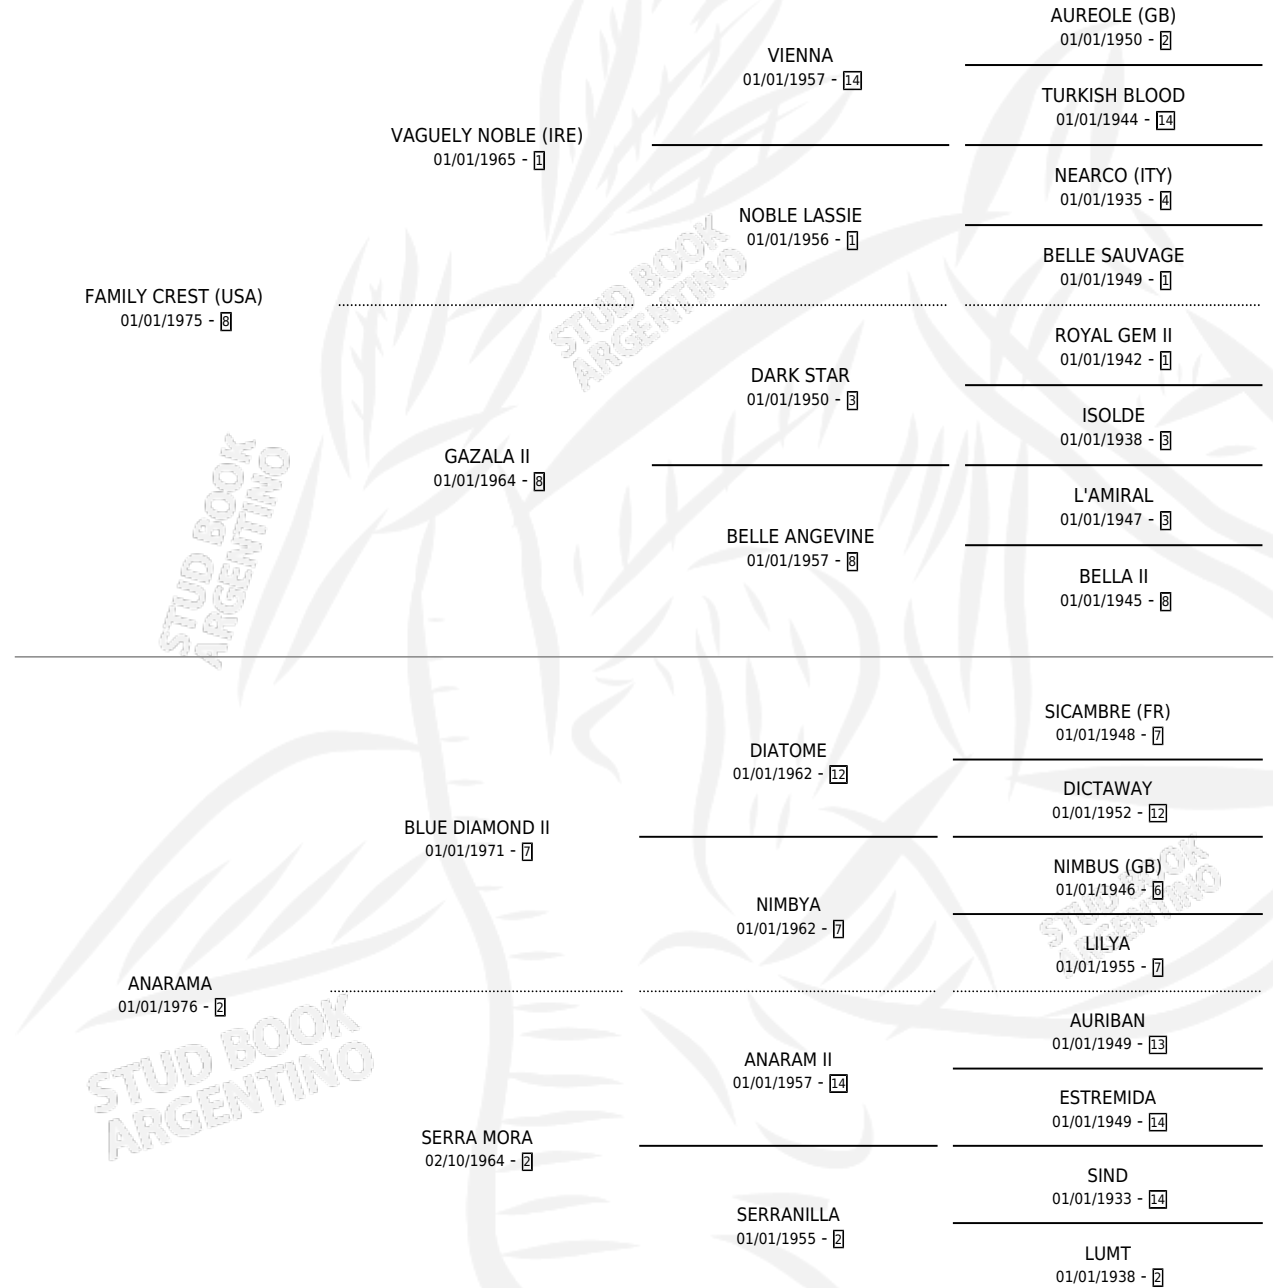 AUREOLE (GB)
01/01/1950 - 2
VIENNA
01/01/1957 - 14
TURKISH BLOOD
01/01/1944 - 14
VAGUELY NOBLE (IRE)
01/01/1965 - 1
NEARCO (ITY)
01/01/1935 - 4
NOBLE LASSIE
01/01/1956 - 1
BELLE SAUVAGE
01/01/1949 - 1
FAMILY CREST (USA)
01/01/1975 - 8
ROYAL GEM II
01/01/1942 - 1
DARK STAR
01/01/1950 - 3
ISOLDE
01/01/1938 - 3
GAZALA II
01/01/1964 - 8
L'AMIRAL
01/01/1947 - 3
BELLE ANGEVINE
01/01/1957 - 8
BELLA II
01/01/1945 - 8
STUD BOOK
ARGENTINO
STUD BOOK
ARGENTINO
SICAMBRE (FR)
01/01/1948 - 7
DIATOME
01/01/1962 - 12
DICTAWAY
01/01/1952 - 12
BLUE DIAMOND II
01/01/1971 - 7
NIMBUS (GB)
01/01/1946 - 6
NIMBYA
01/01/1962 - 7
LILYA
01/01/1955 - 7
ANARAMA
01/01/1976 - 2
AURIBAN
01/01/1949 - 13
ANARAM II
01/01/1957 - 14
ESTREMIDA
01/01/1949 - 14
SERRA MORA
02/10/1964 - 2
SIND
01/01/1933 - 14
SERRANILLA
01/01/1955 - 2
LUMT
01/01/1938 - 2
STUD BOOK
ARGENTINO
STUD BOOK
ARGENTINO